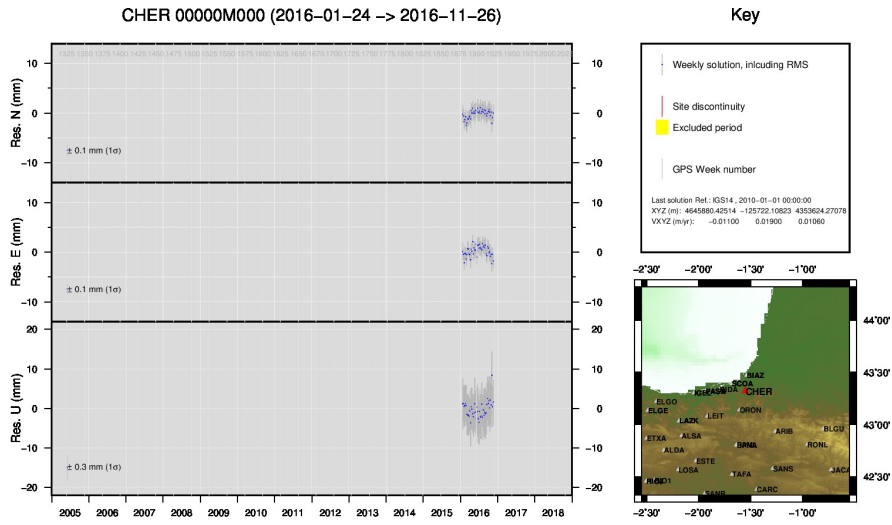 CHER 00000M000 (2016-01-24 -> 2016-11-26)
Key
Res. N (mm)
10
0
-10
± 0.1 mm (1σ)
10
0
-10
Res. E (mm)
10
0
-10
± 0.1 mm (1σ)
10
0
-10
Res. U (mm)
20
10
0
-10
-20
± 0.3 mm (1σ)
20
10
0
-10
-20
2005 2006 2007 2008 2009 2010 2011 2012 2013 2014 2015 2016 2017 2018
Weekly solution, inlcuding RMS
Site discontinuity
Excluded period
GPS Week number
Last solution Ref.: IGS14 , 2010-01-01 00:00:00
XYZ (m): 4645880.42514 -125722.10823 4353624.27078
VXYZ (m/yr): -0.01100 0.01900 0.01060
-2˚30' -2˚00' -1˚30' -1˚00'
44˚00'
43˚30'
BIAZ
SCOA
CHER
ELGO
ELGE
LEIT
ORON
43˚00'
LAZK
ARIB
BLGU
ETXA
ALSA
ALDA
RONL
ESTE
LOSA
TAFA
SANS
JACA
42˚30'
CARC
-2˚30' -2˚00' -1˚30' -1˚00'